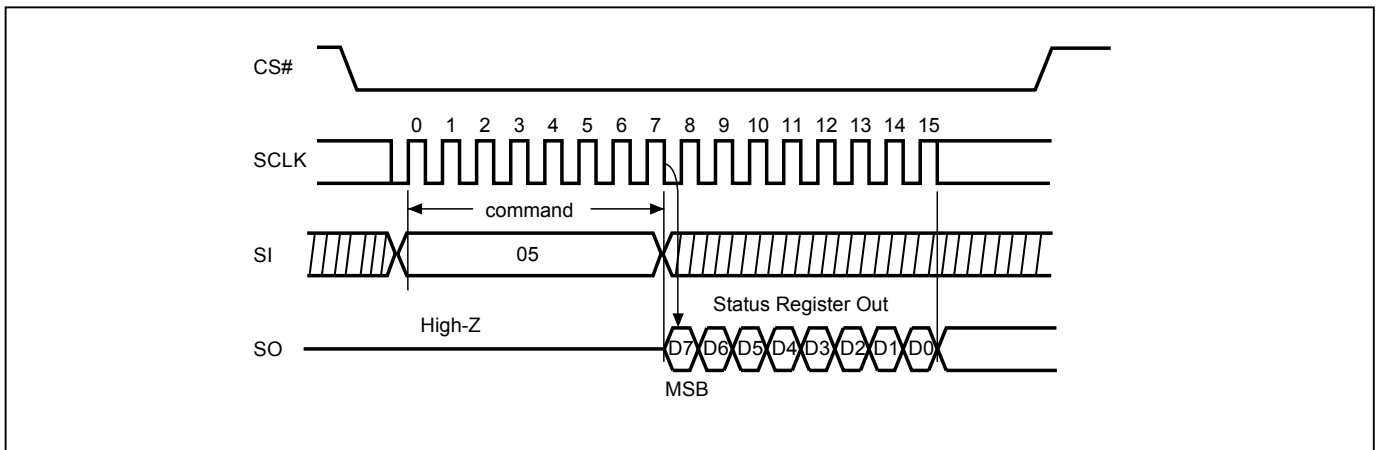 CS#
0 1 2 3 4 5 6 7 8 9 10 11 12 13 14 15
SCLK
command
SI
05
Status Register Out
High-Z
SO
D7 D6 D5 D4 D3 D2 D1 D0
MSB